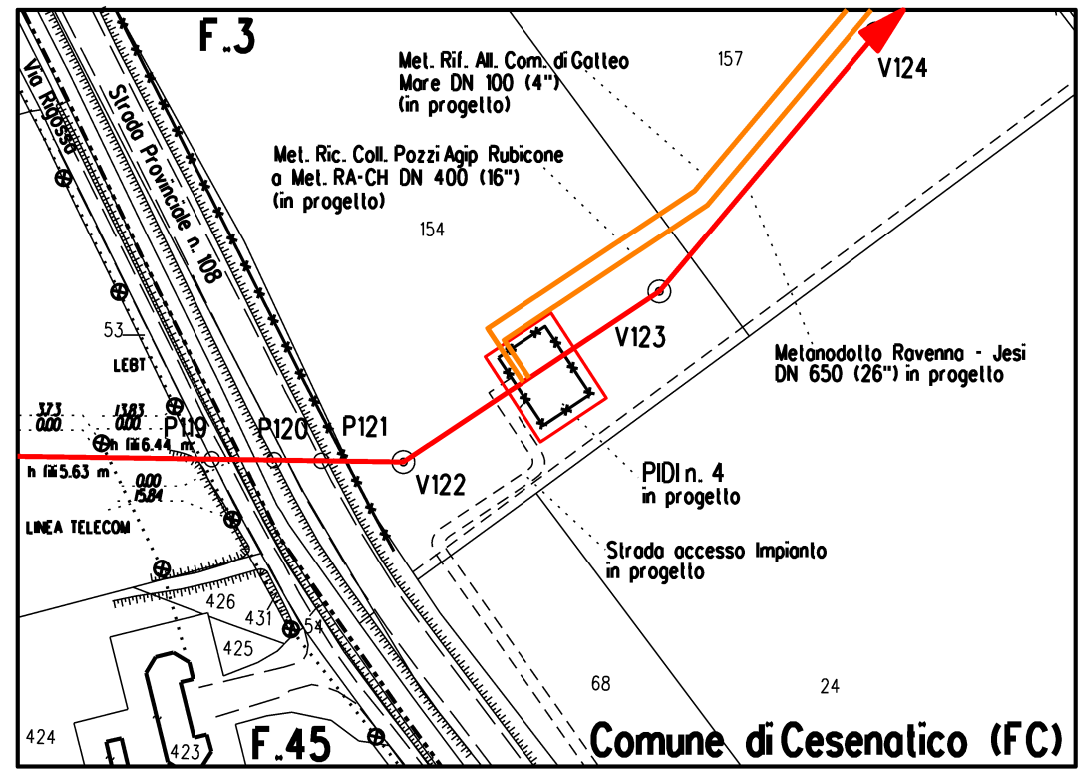 F.3
Met. Rif. All. Com. di Gatteo
Mare DN 100 (4")
(in progetto)
157
V124
Via Rigossa
Strada Provinciale n. 108
Met. Ric. Coll. Pozzi Agip Rubicone
a Met. RA-CH DN 400 (16")
(in progetto)
154
53
LEBT
V123
Metanodotto Ravenna - Jesi
DN 650 (26") in progetto
3.73
0.00
13.83
0.00
P119
P120
P121
h fili 6.44 m
h fili 5.63 m
0.00
15.84
V122
PIDI n. 4
in progetto
LINEA TELECOM
Strada accesso Impianto
in progetto
426
431
54
425
68
24
424
423
F.45
Comune di Cesenatico (FC)